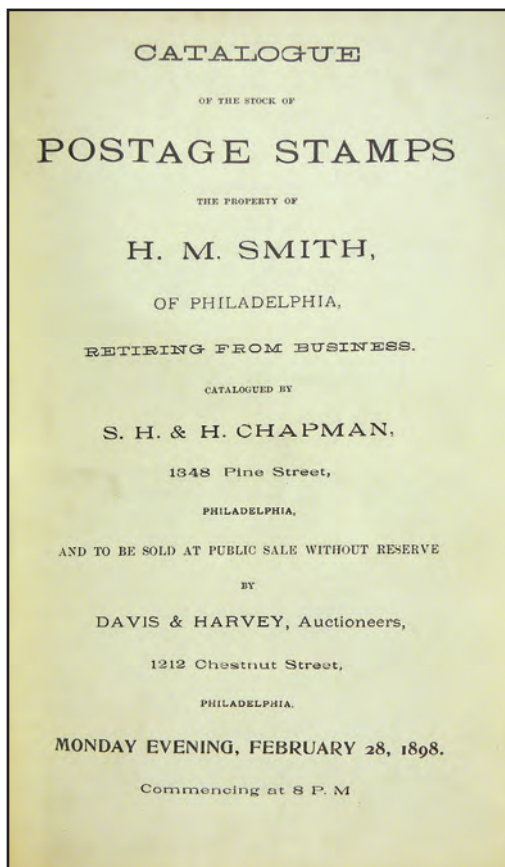 CATALOGUE
OF THE STOCK OF
POSTAGE STAMPS
THE PROPERTY OF
H. M. SMITH,
OF PHILADELPHIA,
RETIRING FROM BUSINESS.
CATALOGUED BY
S. H. & H. CHAPMAN,
1348 Pine Street,
PHILADELPHIA,
AND TO BE SOLD AT PUBLIC SALE WITHOUT RESERVE
BY
DAVIS & HARVEY, Auctioneers,
1212 Chestnut Street,
PHILADELPHIA.
MONDAY EVENING, FEBRUARY 28, 1898.
Commencing at 8 P. M